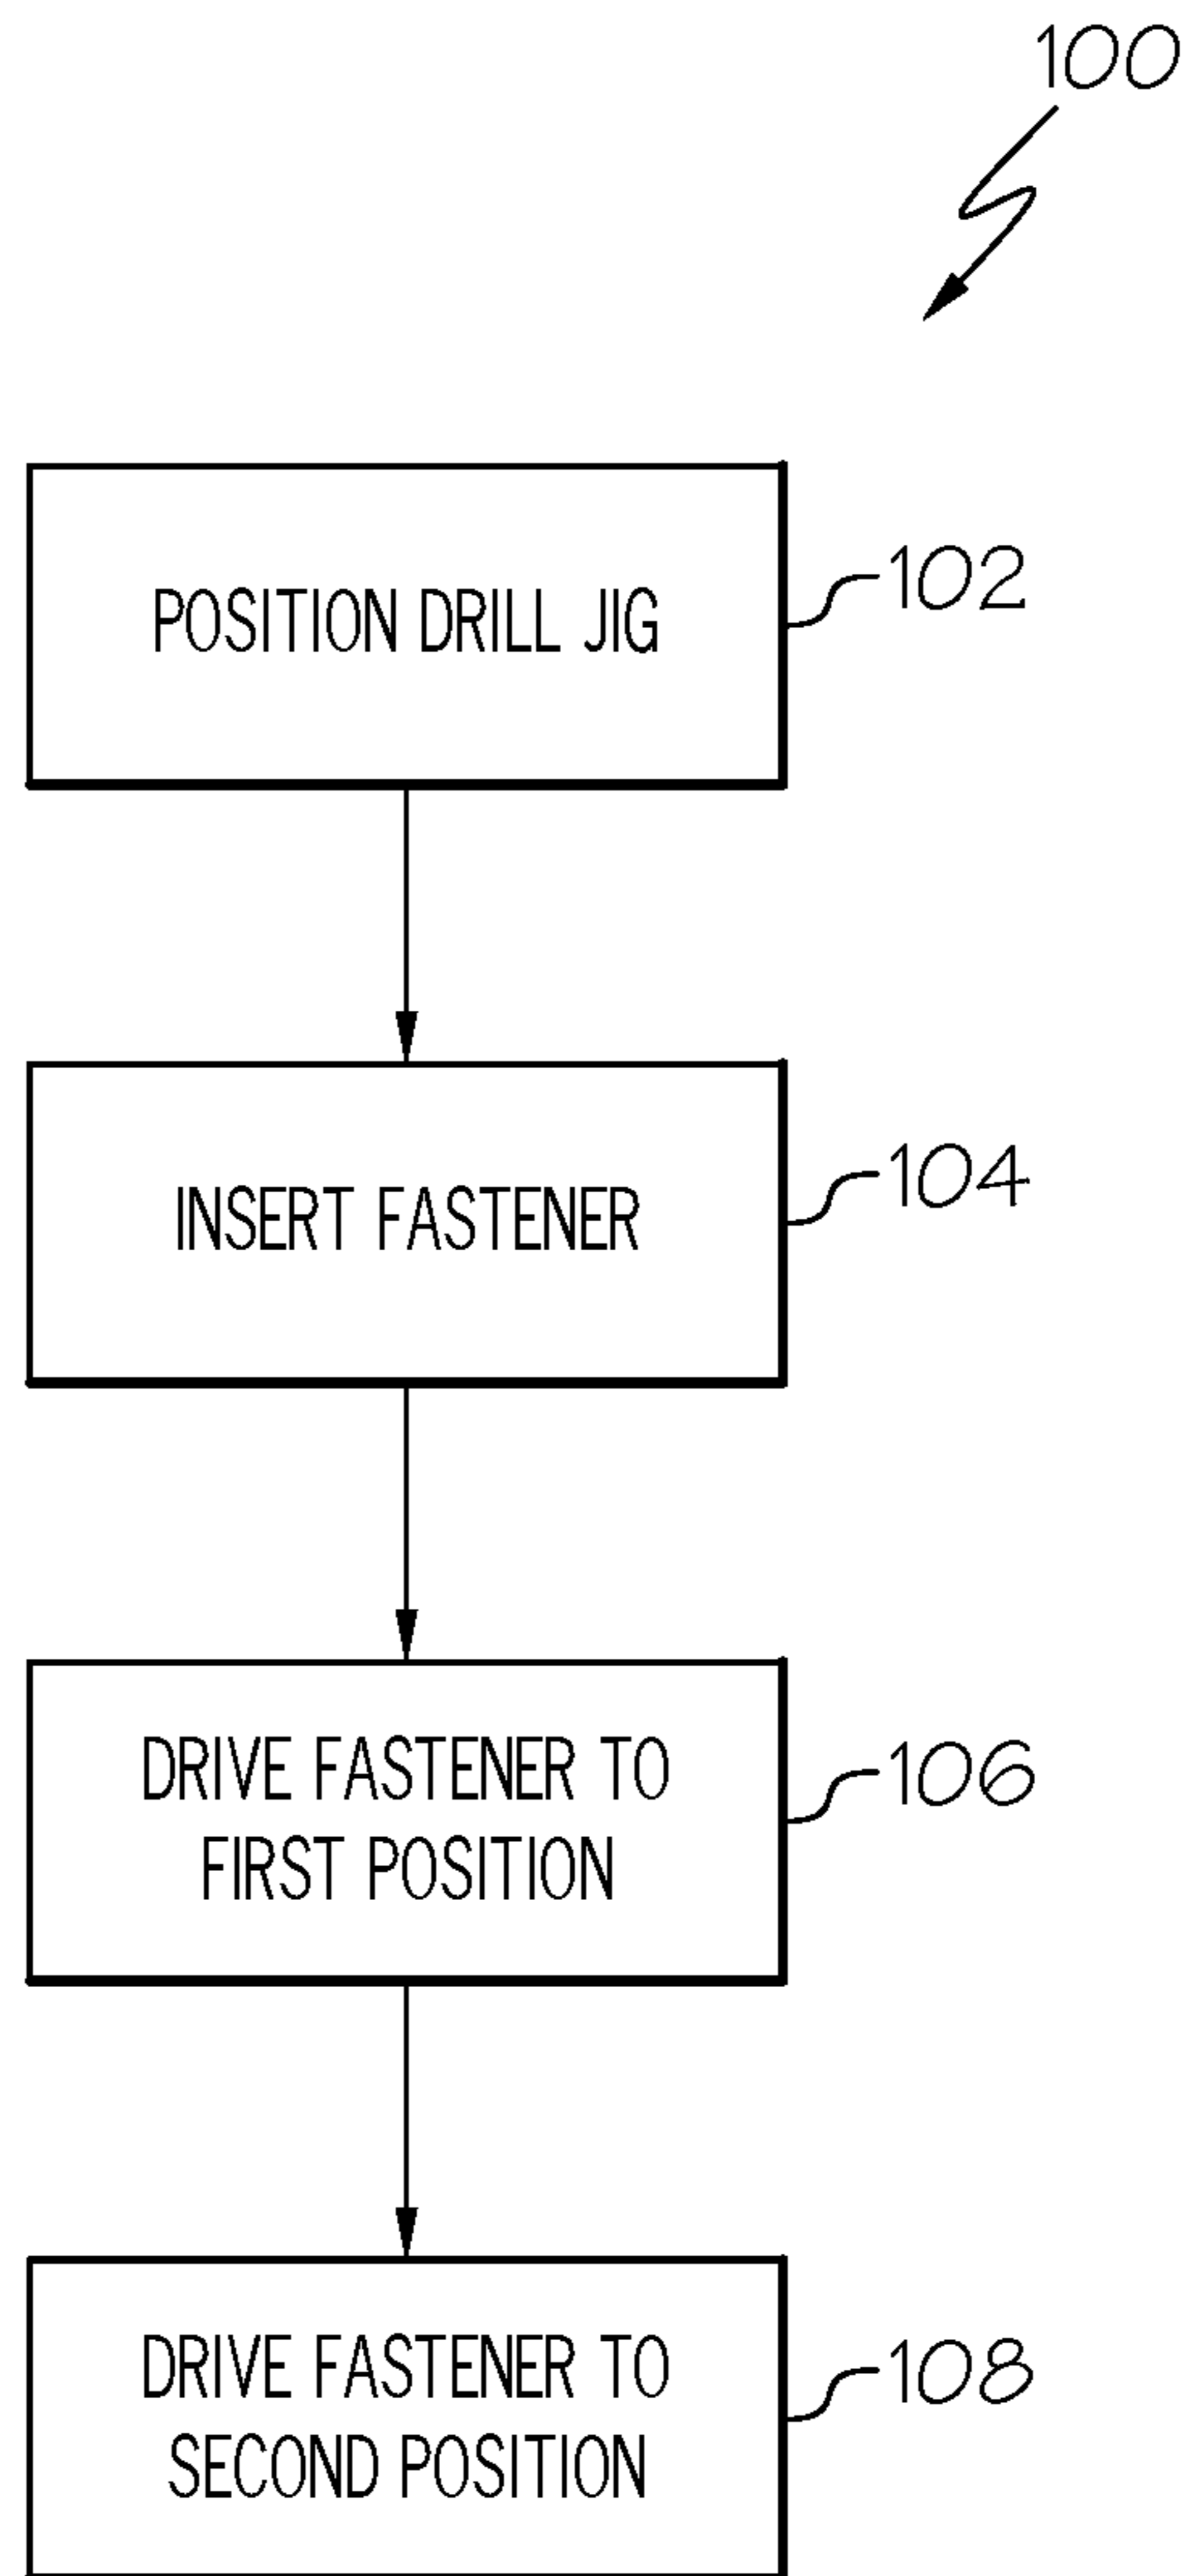 100
POSITION DRILL JIG
102
INSERT FASTENER
104
DRIVE FASTENER TO
FIRST POSITION
106
DRIVE FASTENER TO
SECOND POSITION
108